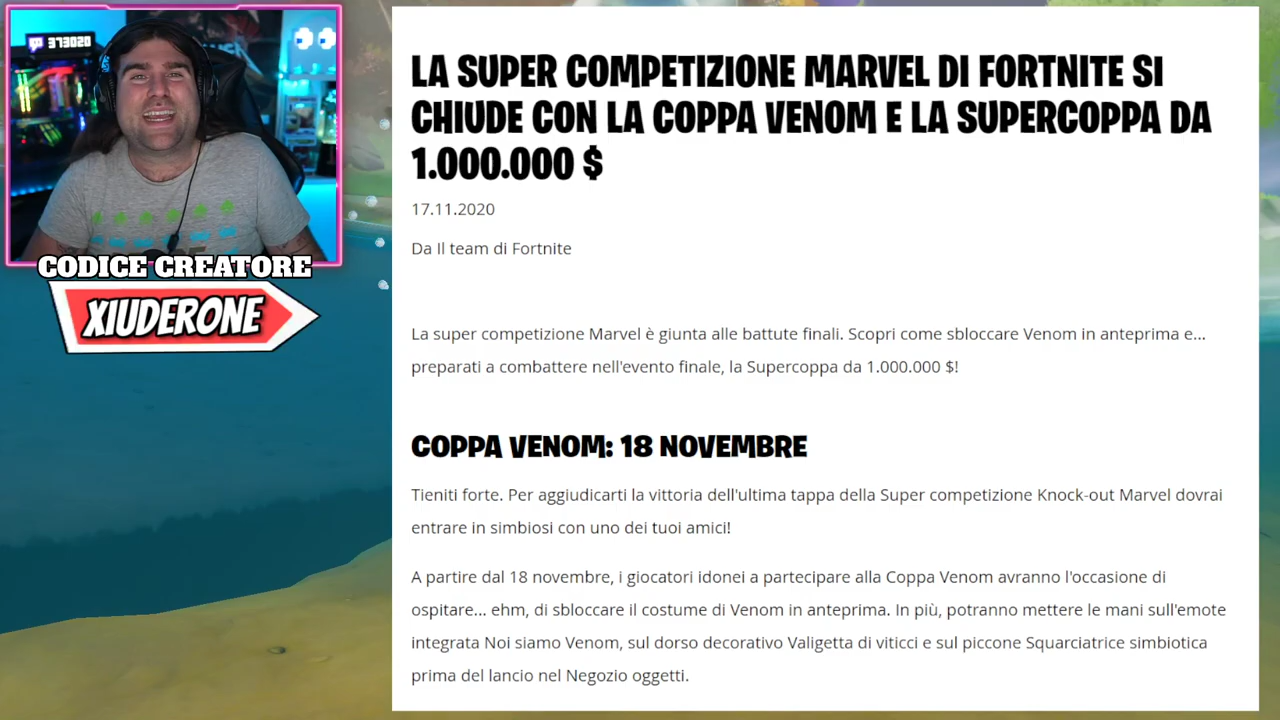 373020
CODICE CREATORE
XIUDERONE
LA SUPER COMPETIZIONE MARVEL DI FORTNITE SI
CHIUDE CON LA COPPA VENOM E LA SUPERCOPPA DA
1.000.000 $
17.11.2020
Da Il team di Fortnite
La super competizione Marvel è giunta alle battute finali. Scopri come sbloccare Venom in anteprima e...
preparati a combattere nell'evento finale, la Supercoppa da 1.000.000 $!
COPPA VENOM: 18 NOVEMBRE
Tieniti forte. Per aggiudicarti la vittoria dell'ultima tappa della Super competizione Knock-out Marvel dovrai
entrare in simbiosi con uno dei tuoi amici!
A partire dal 18 novembre, i giocatori idonei a partecipare alla Coppa Venom avranno l'occasione di
ospitare... ehm, di sbloccare il costume di Venom in anteprima. In più, potranno mettere le mani sull'emote
integrata Noi siamo Venom, sul dorso decorativo Valigetta di viticci e sul piccone Squarciatrice simbiotica
prima del lancio nel Negozio oggetti.